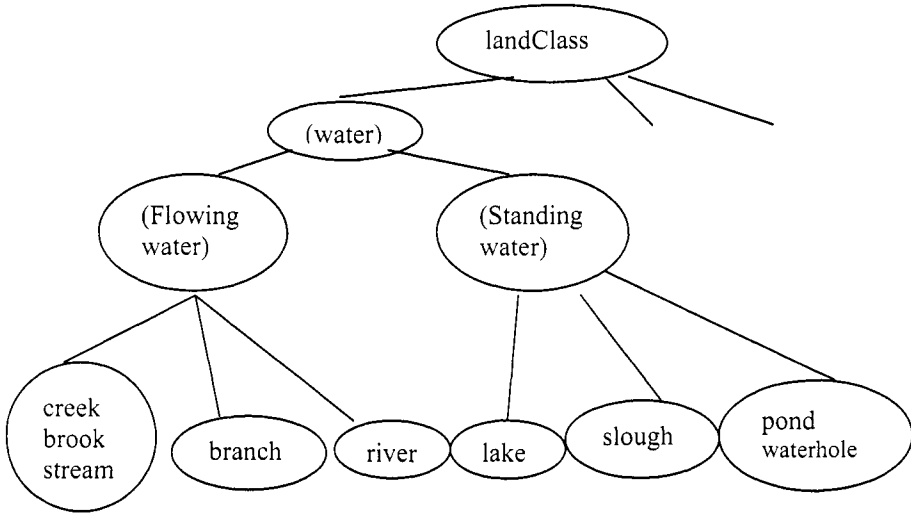 landClass
(water)
(Flowing
water)
(Standing
water)
creek
brook
stream
branch
river
lake
slough
pond
waterhole